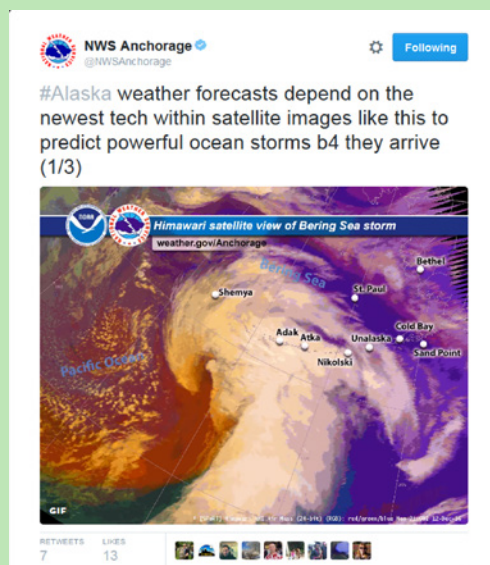 NWS Anchorage
@NWSAnchorage
Following
#Alaska weather forecasts depend on the
newest tech within satellite images like this to
predict powerful ocean storms b4 they arrive
(1/3)
Himawari satellite view of Bering Sea storm
weather.gov/Anchorage
Bering Sea
Bethel
St. Paul
Shemya
Adak
Atka
Unalaska
Cold Bay
Sand Point
Nikolski
Pacific Ocean
GIF
RETWEETS
LIKES
7
13